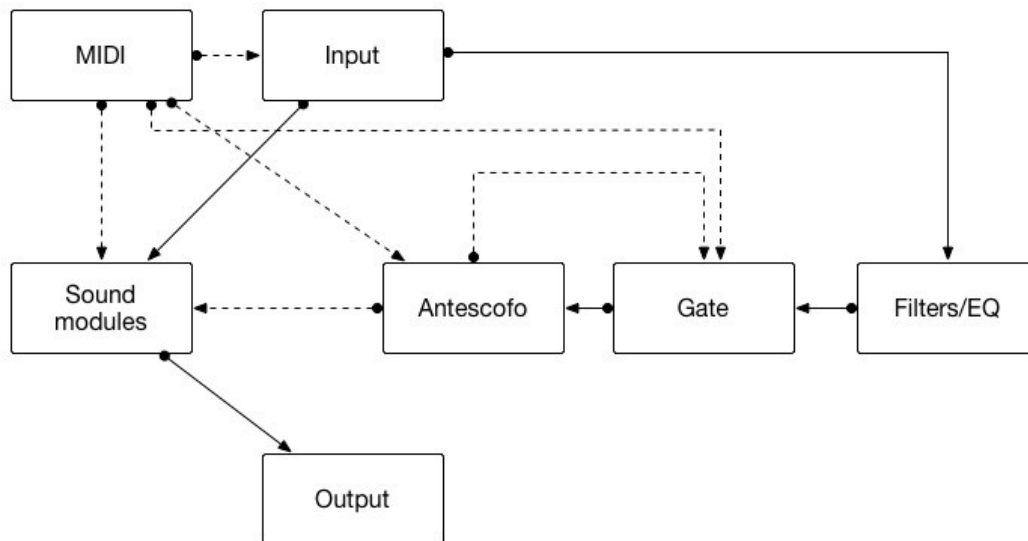 MIDI
Input
Sound
modules
Antescofo
Gate
Filters/EQ
Output